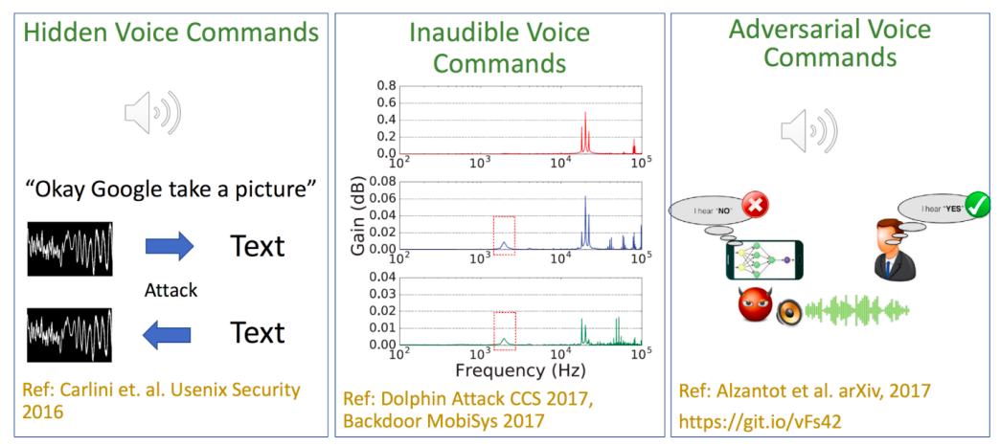 Hidden Voice Commands
“Okay Google take a picture”
Text
Attack
Text
Ref: Carlini et. al. Usenix Security
2016
Inaudible Voice
Commands
0.8
0.6
0.4
0.2
0.0
10² 10³ 10⁴ 10⁵
0.08
0.06
0.04
0.02
0.00
10² 10³ 10⁴ 10⁵
0.04
0.03
0.02
0.01
0.00
10² 10³ 10⁴ 10⁵
Gain (dB)
Frequency (Hz)
Ref: Dolphin Attack CCS 2017,
Backdoor MobiSys 2017
Adversarial Voice
Commands
I hear "NO"
I hear "YES"
Ref: Alzantot et al. arXiv, 2017
https://git.io/vFs42